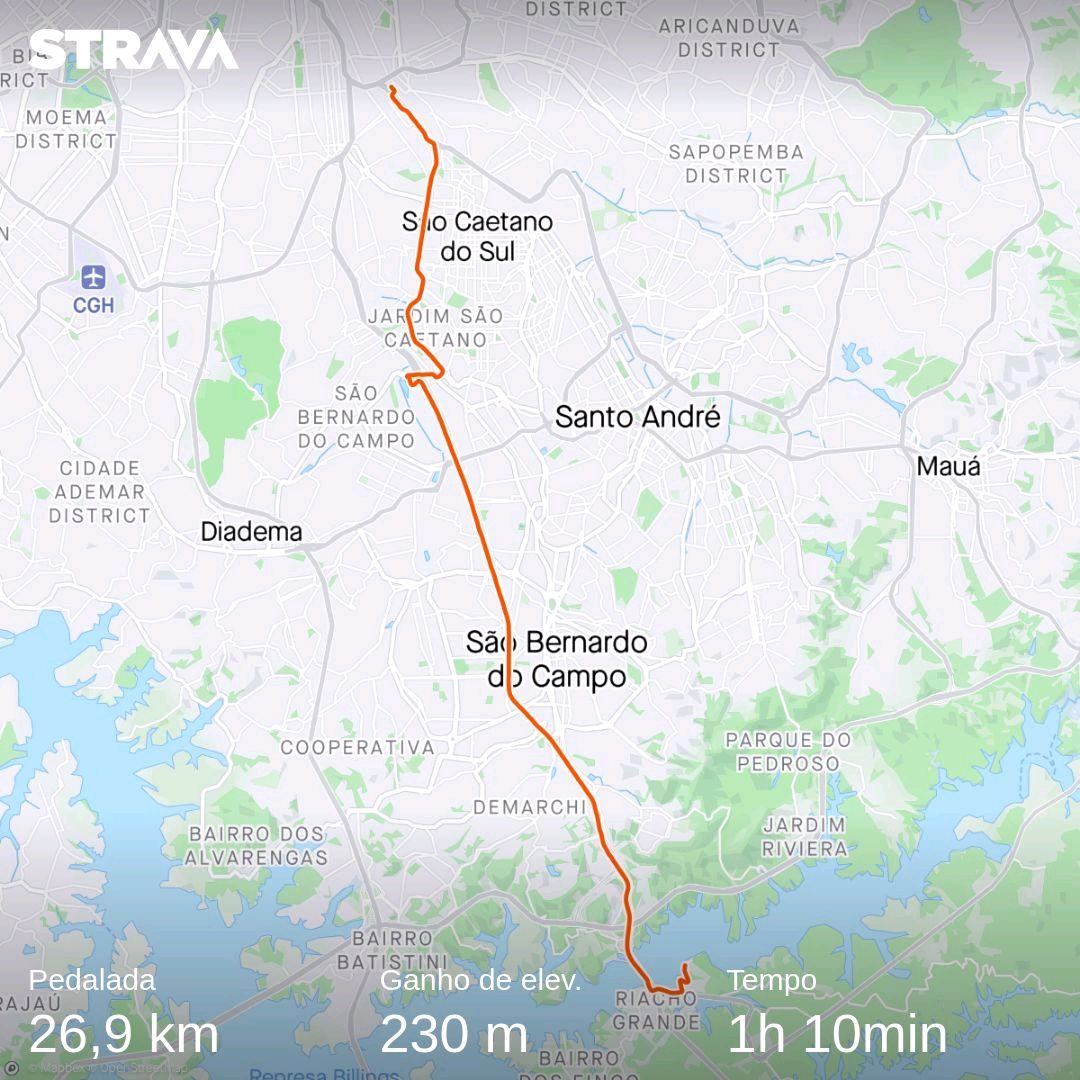 STRAVA
DISTRICT
ARICANDUVA
DISTRICT
MOEMA
DISTRICT
SAPOPEMBA
DISTRICT
São Caetano
do Sul
CGH
JARDIM SÃO
CAETANO
SÃO
BERNARDO
DO CAMPO
Santo André
Mauá
CIDADE
ADEMAR
DISTRICT
Diadema
São Bernardo
do Campo
COOPERATIVA
PARQUE DO
PEDROSO
DEMARCHI
BAIRRO DOS
ALVARENGAS
JARDIM
RIVIERA
BAIRRO
BATISTINI
Pedalada
Ganho de elev.
Tempo
RAJAÚ
RIACHO
GRANDE
26,9 km
230 m
1h 10min
BAIRRO
DOS FINCO
© Mapbox © OpenStreetMap
Represa Billings